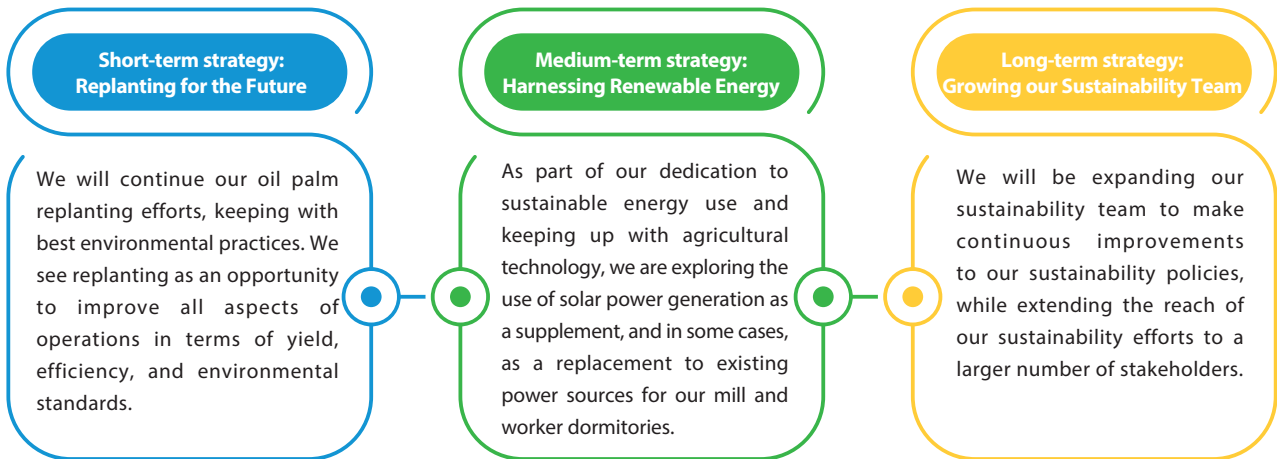 Short-term strategy:
Replanting for the Future
We will continue our oil palm
replanting efforts, keeping with
best environmental practices. We
see replanting as an opportunity
to improve all aspects of
operations in terms of yield,
efficiency, and environmental
standards.
Medium-term strategy:
Harnessing Renewable Energy
As part of our dedication to
sustainable energy use and
keeping up with agricultural
technology, we are exploring the
use of solar power generation as
a supplement, and in some cases,
as a replacement to existing
power sources for our mill and
worker dormitories.
Long-term strategy:
Growing our Sustainability Team
We will be expanding our
sustainability team to make
continuous improvements
to our sustainability policies,
while extending the reach of
our sustainability efforts to a
larger number of stakeholders.